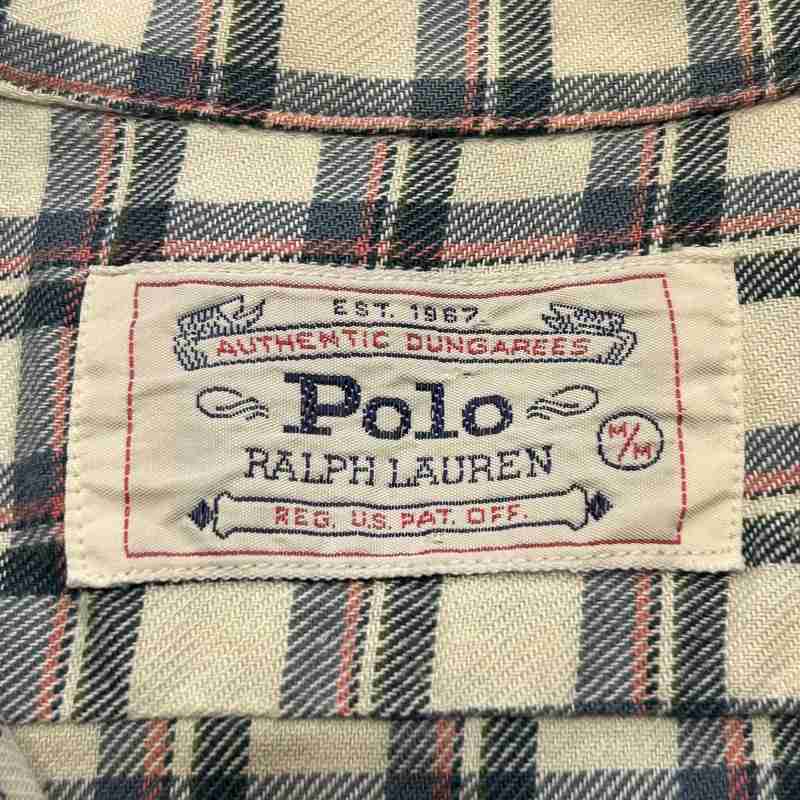 EST. 1967
AUTHENTIC DUNGAREES
Polo
M/M
RALPH LAUREN
REG. U.S. PAT. OFF.